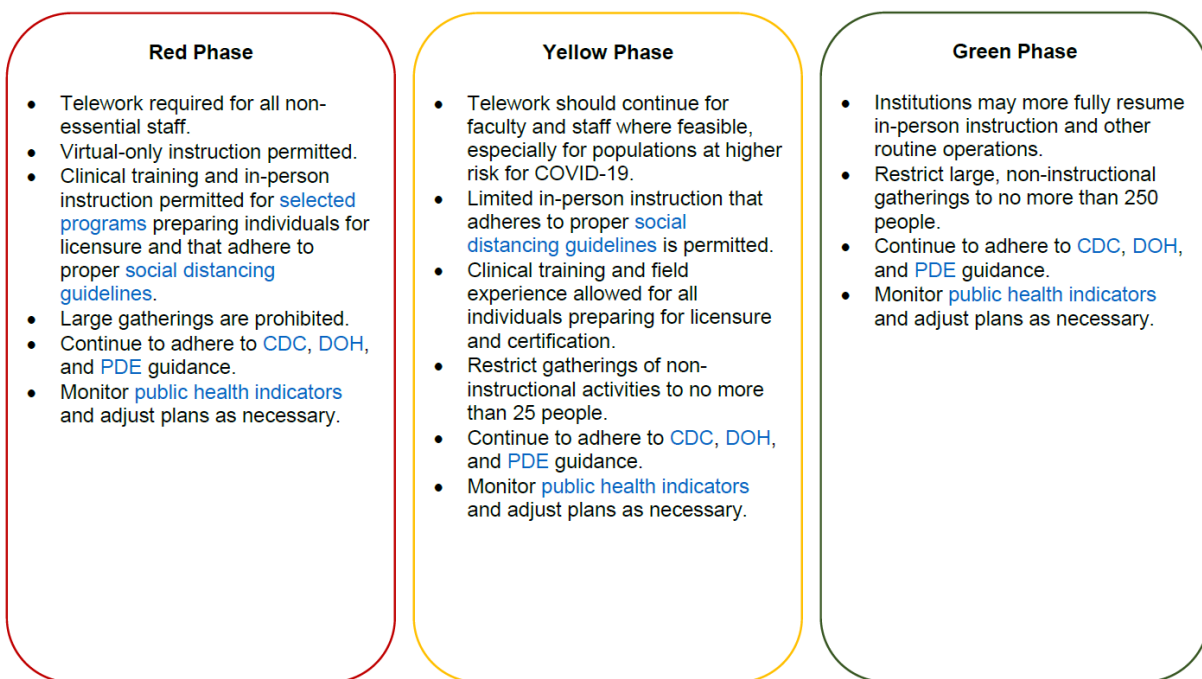 Red Phase
• Telework required for all non-
essential staff.
• Virtual-only instruction permitted.
• Clinical training and in-person
instruction permitted for selected
programs preparing individuals for
licensure and that adhere to
proper social distancing
guidelines.
• Large gatherings are prohibited.
• Continue to adhere to CDC, DOH,
and PDE guidance.
• Monitor public health indicators
and adjust plans as necessary.
Yellow Phase
• Telework should continue for
faculty and staff where feasible,
especially for populations at higher
risk for COVID-19.
• Limited in-person instruction that
adheres to proper social
distancing guidelines is permitted.
• Clinical training and field
experience allowed for all
individuals preparing for licensure
and certification.
• Restrict gatherings of non-
instructional activities to no more
than 25 people.
• Continue to adhere to CDC, DOH,
and PDE guidance.
• Monitor public health indicators
and adjust plans as necessary.
Green Phase
• Institutions may more fully resume
in-person instruction and other
routine operations.
• Restrict large, non-instructional
gatherings to no more than 250
people.
• Continue to adhere to CDC, DOH,
and PDE guidance.
• Monitor public health indicators
and adjust plans as necessary.